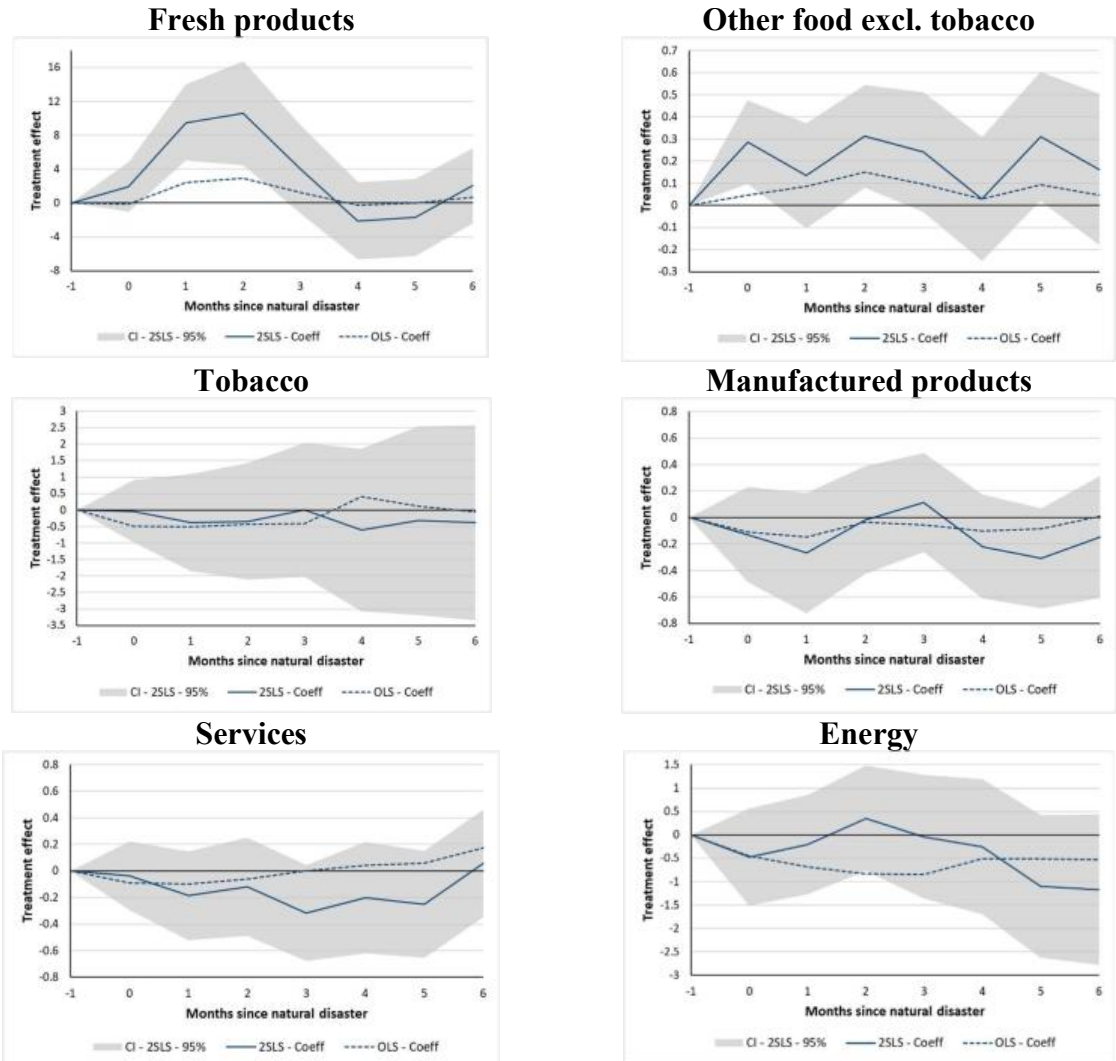 Fresh products
16
12
8
4
0
-4
-8
Treatment effect
-1 0 1 2 3 4 5 6
Months since natural disaster
CI - 2SLS - 95% 2SLS - Coeff OLS - Coeff
Other food excl. tobacco
0.7
0.6
0.5
0.4
0.3
0.2
0.1
0
-0.1
-0.2
-0.3
Treatment effect
-1 0 1 2 3 4 5 6
Months since natural disaster
CI - 2SLS - 95% 2SLS - Coeff OLS - Coeff
Tobacco
3
2.5
2
1.5
1
0.5
0
-0.5
-1
-1.5
-2
-2.5
-3
-3.5
Treatment effect
-1 0 1 2 3 4 5 6
Months since natural disaster
CI - 2SLS - 95% 2SLS - Coeff OLS - Coeff
Manufactured products
0.8
0.6
0.4
0.2
0
-0.2
-0.4
-0.6
-0.8
Treatment effect
-1 0 1 2 3 4 5 6
Months since natural disaster
CI - 2SLS - 95% 2SLS - Coeff OLS - Coeff
Services
0.8
0.6
0.4
0.2
0
-0.2
-0.4
-0.6
-0.8
Treatment effect
-1 0 1 2 3 4 5 6
Months since natural disaster
CI - 2SLS - 95% 2SLS - Coeff OLS - Coeff
Energy
1.5
1
0.5
0
-0.5
-1
-1.5
-2
-2.5
-3
Treatment effect
-1 0 1 2 3 4 5 6
Months since natural disaster
CI - 2SLS - 95% 2SLS - Coeff OLS - Coeff